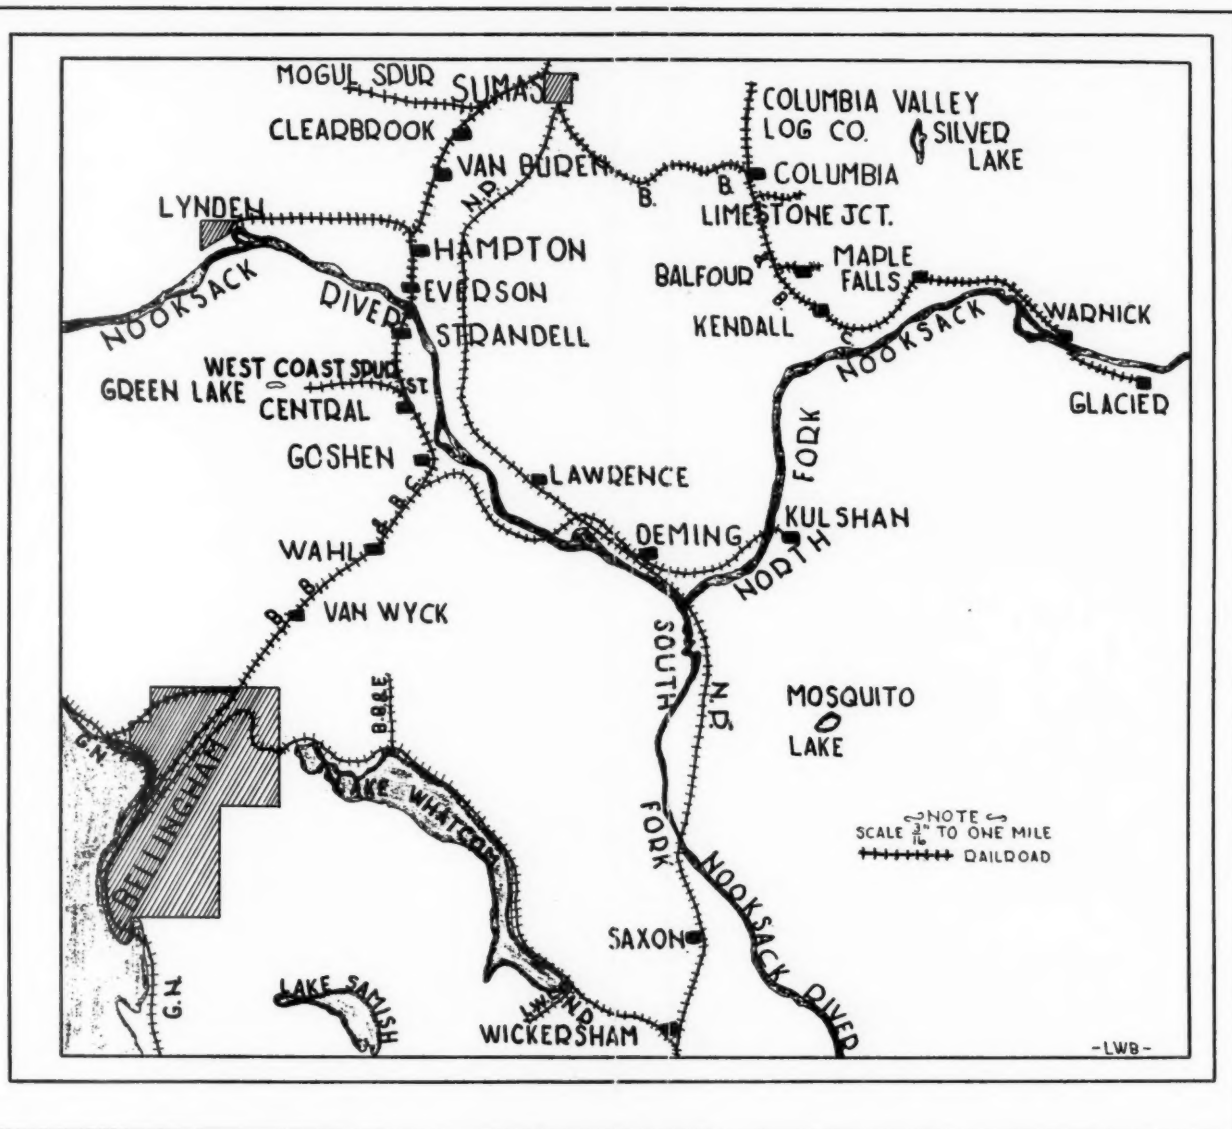 MOGUL SPUR
SUMAS
COLUMBIA VALLEY
LOG CO.
SILVER
LAKE
CLEARBROOK
VAN BUREN
N.P.
B.
B.
COLUMBIA
LYNDEN
LIMESTONE JCT.
HAMPTON
BALFOUR
&
MAPLE
FALLS
B.
C.
NOOKSACK
RIVER
EVERSON
STRANDELL
KENDALL
NOOKSACK
WARNICK
WEST COAST SPUR
ST.
GREEN LAKE
CENTRAL
GLACIER
GOSHEN
LAWRENCE
FORK
B. B. & B. C.
WAHL
DEMING
KULSHAN
NORTH
VAN WYCK
SOUTH
FORK
N.P.
B.B.&E.
MOSQUITO
LAKE
G.N.
BELLINGHAM
LAKE WHATCOM
NOTE
SCALE 3/16" TO ONE MILE
RAILROAD
NOOKSACK
RIVER
SAXON
G.N.
LAKE SAMISH
L.W.
N.P.
WICKERSHAM
-LWB-